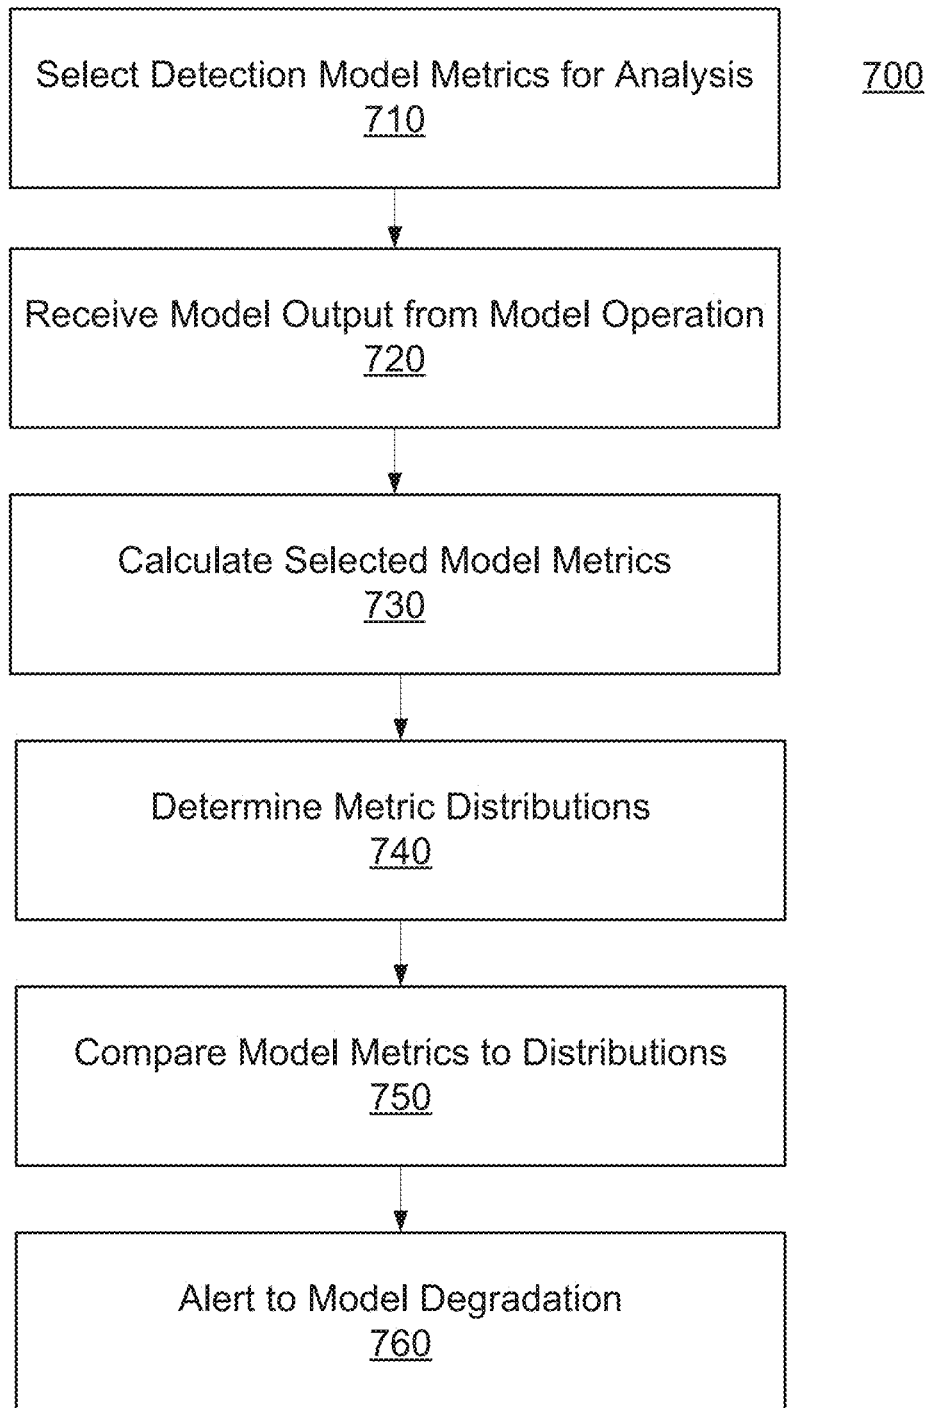 Select Detection Model Metrics for Analysis
710
700
Receive Model Output from Model Operation
720
Calculate Selected Model Metrics
730
Determine Metric Distributions
740
Compare Model Metrics to Distributions
750
Alert to Model Degradation
760